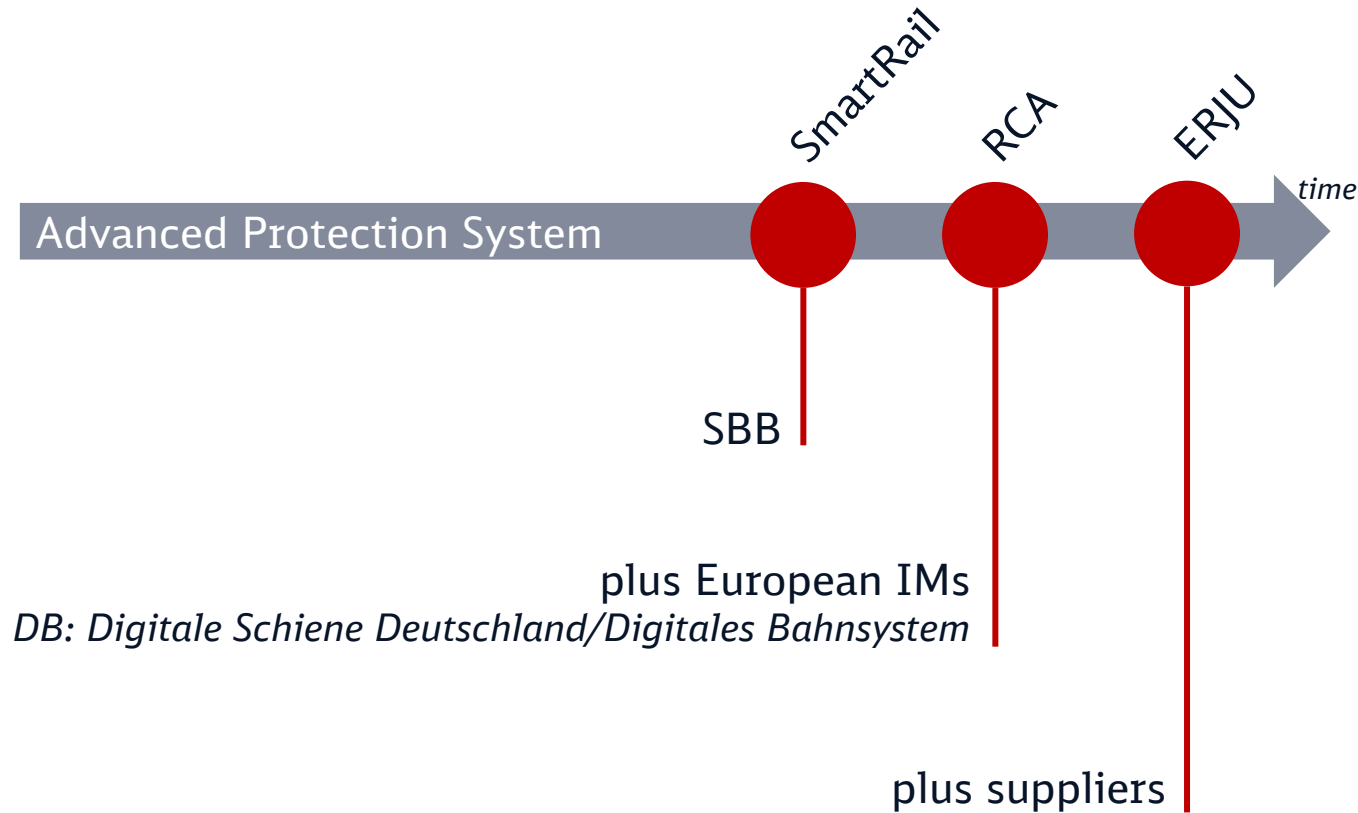 SmartRail
RCA
ERJU
time
Advanced Protection System
SBB
plus European IMs
DB: Digitale Schiene Deutschland/Digitales Bahnsystem
plus suppliers